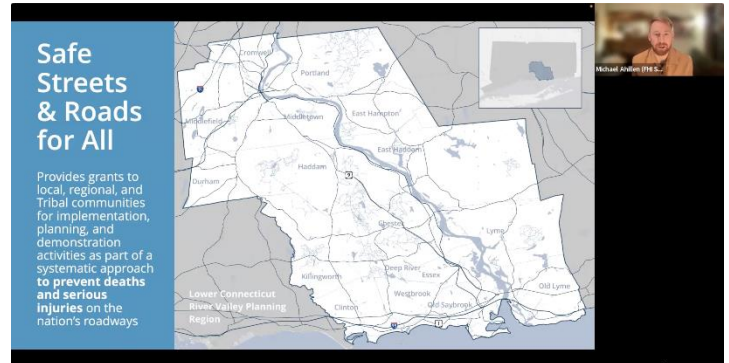 Safe
Streets
& Roads
for All
Provides grants to
local, regional, and
Tribal communities
for implementation,
planning, and
demonstration
activities as part of a
systematic approach
to prevent deaths
and serious
injuries on the
nation's roadways
Cromwell
Portland
Middlefield
Middletown
East Hampton
East Haddam
Durham
Haddam
9
Chester
Lyme
Killingworth
Deep River
Essex
Westbrook
Old Lyme
Clinton
Old Saybrook
1
Lower Connecticut
River Valley Planning
Region
Michael Ahillen (FHI S...